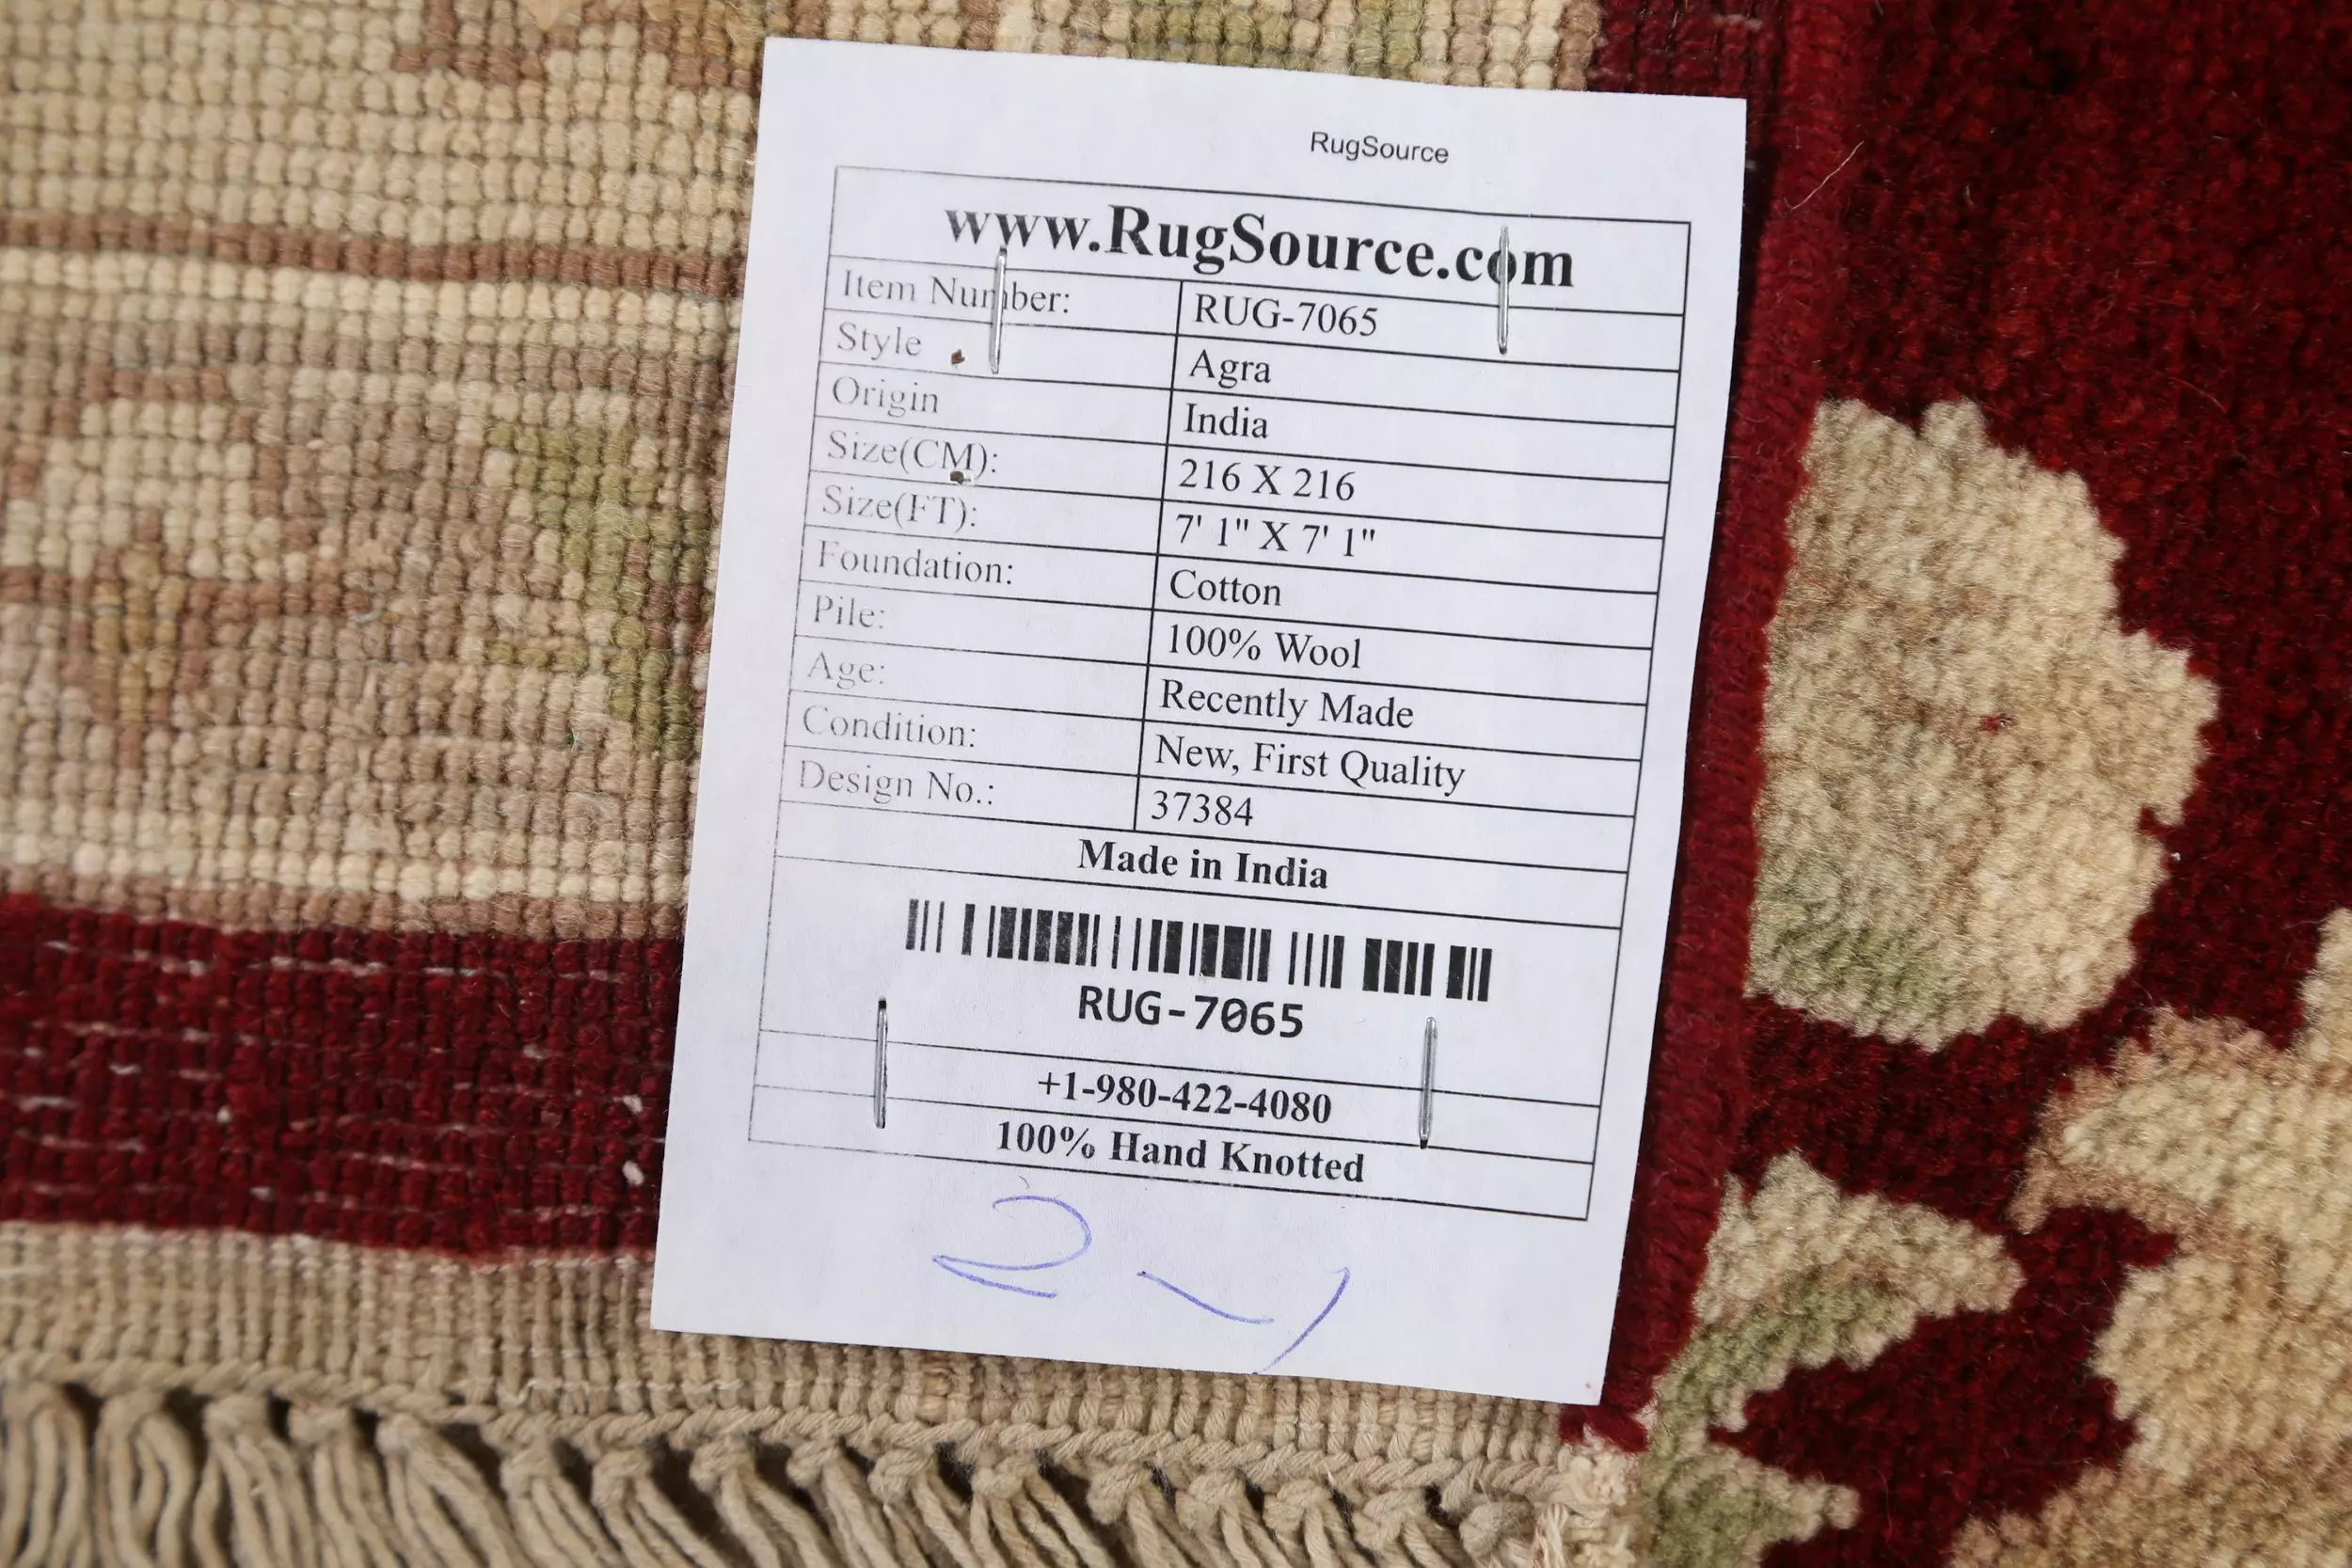 RugSource
www.RugSource.com
Item Number: RUG-7065
Style Agra
Origin India
Size(CM): 216 X 216
Size(FT): 7' 1" X 7' 1"
Foundation: Cotton
Pile: 100% Wool
Age: Recently Made
Condition: New, First Quality
Design No.: 37384
Made in India
RUG-7065
+1-980-422-4080
100% Hand Knotted